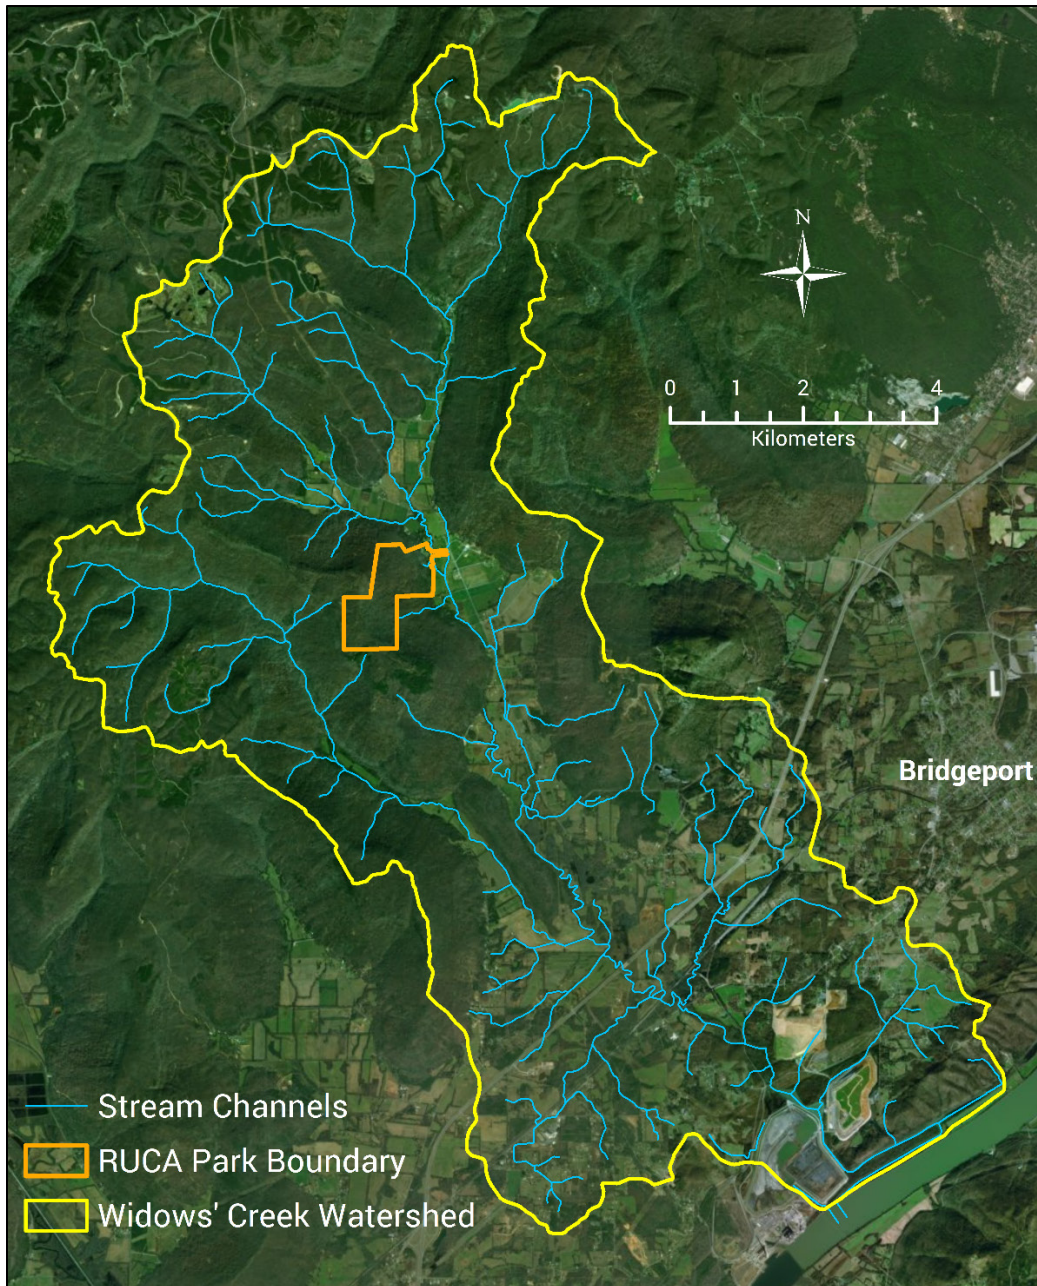 N
0 1 2 4
Kilometers
Bridgeport
Stream Channels
RUCA Park Boundary
Widows' Creek Watershed